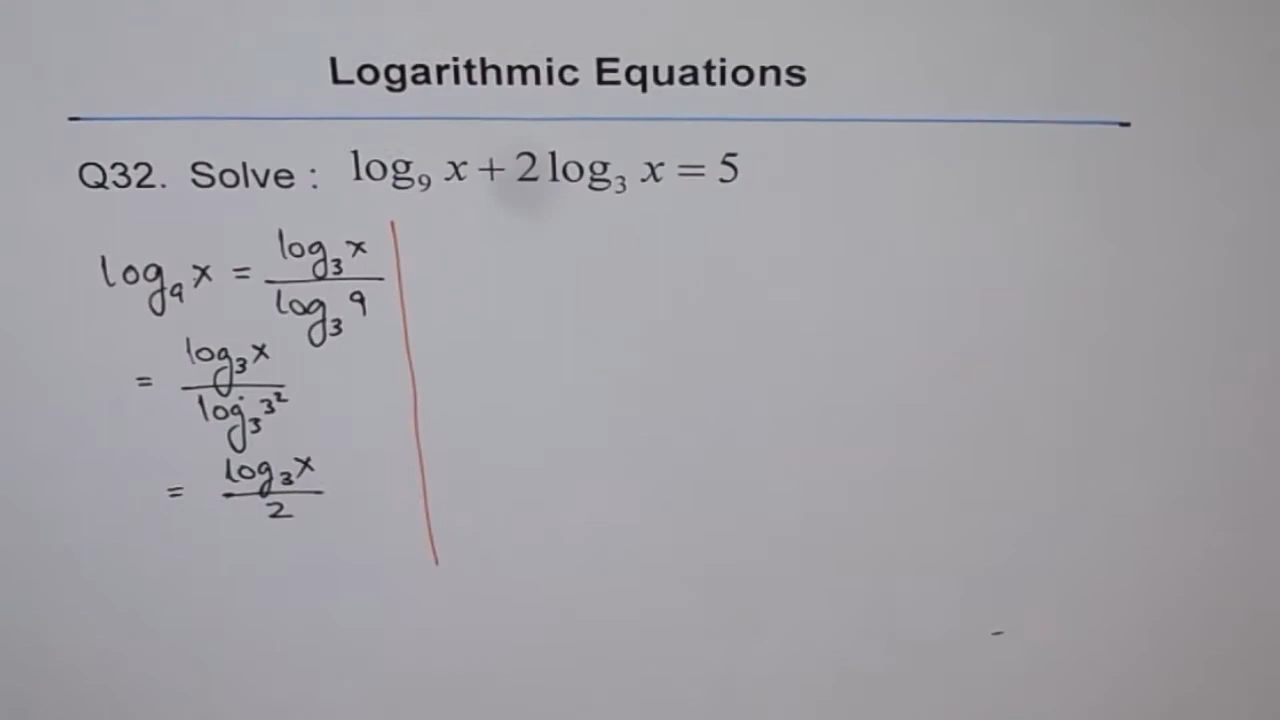 Logarithmic Equations
Q32. Solve : log₉ x + 2 log₃ x = 5
log₉ x = log₃ x / log₃ 9
= log₃ x / log₃ 3²
= log₃ x / 2